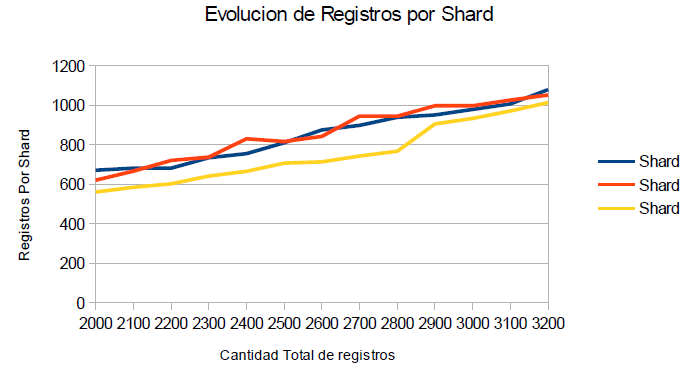 Evolucion de Registros por Shard
1200
1000
800
600
400
200
0
Registros Por Shard
2000 2100 2200 2300 2400 2500 2600 2700 2800 2900 3000 3100 3200
Cantidad Total de registros
Shard
Shard
Shard